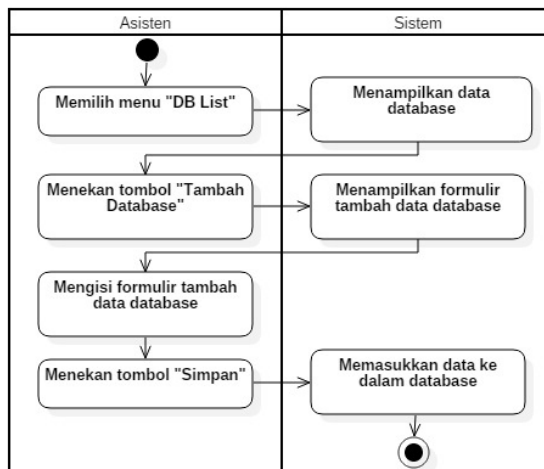 Asisten
Sistem
Memilih menu "DB List"
Menampilkan data
database
Menekan tombol "Tambah
Database"
Menampilkan formulir
tambah data database
Mengisi formulir tambah
data database
Menekan tombol "Simpan"
Memasukkan data ke
dalam database